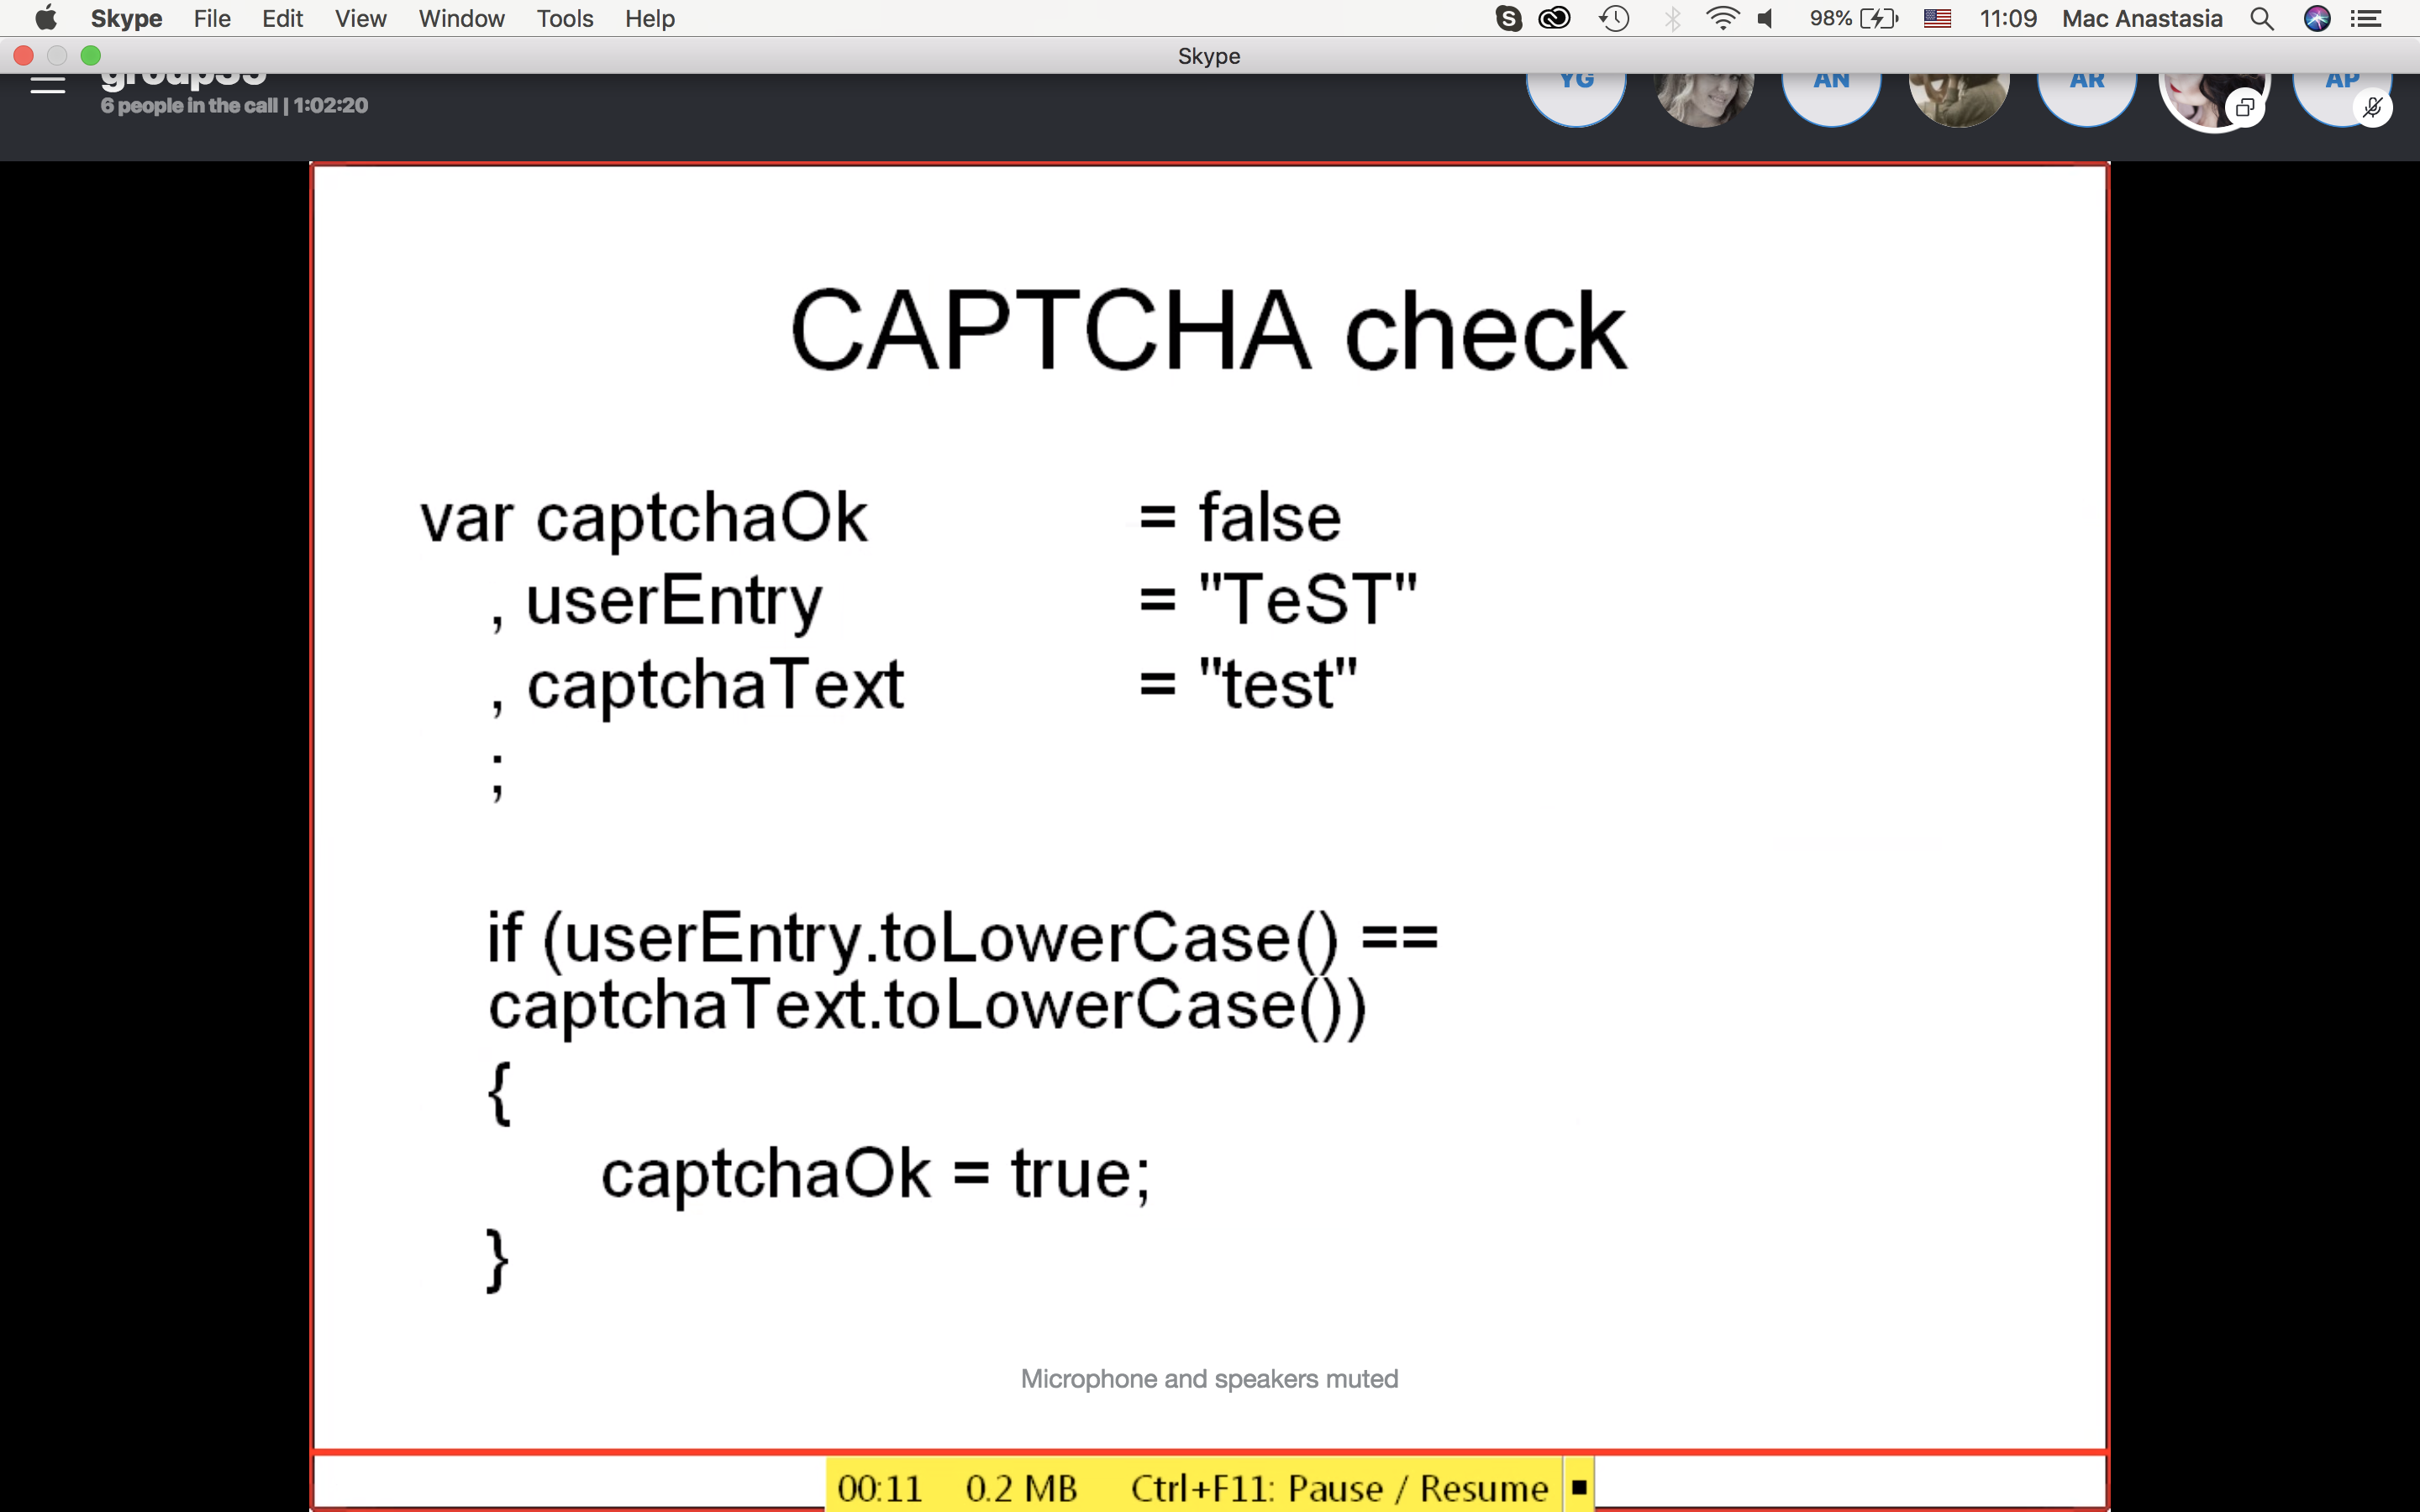 Skype File Edit View Window Tools Help 98% 11:09 Mac Anastasia
Skype
6 people in the call | 1:02:20
YG AN AR AP
CAPTCHA check
var captchaOk = false
, userEntry = "TeST"
, captchaText = "test"
;
if (userEntry.toLowerCase() ==
captchaText.toLowerCase())
{
captchaOk = true;
}
Microphone and speakers muted
00:11 0.2 MB Ctrl+F11: Pause / Resume